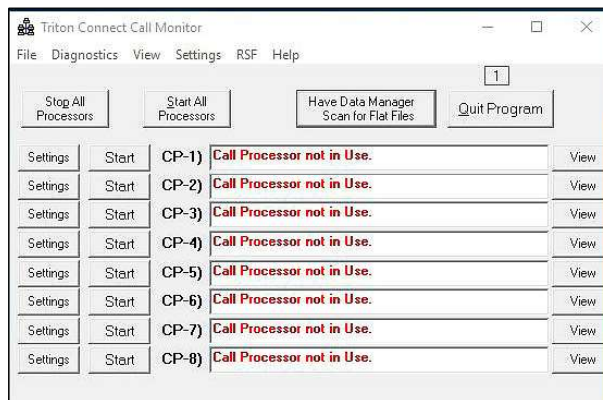 Triton Connect Call Monitor
File Diagnostics View Settings RSF Help
1
Stop All Processors
Start All Processors
Have Data Manager Scan for Flat Files
Quit Program
Settings Start CP-1) Call Processor not in Use. View
Settings Start CP-2) Call Processor not in Use. View
Settings Start CP-3) Call Processor not in Use. View
Settings Start CP-4) Call Processor not in Use. View
Settings Start CP-5) Call Processor not in Use. View
Settings Start CP-6) Call Processor not in Use. View
Settings Start CP-7) Call Processor not in Use. View
Settings Start CP-8) Call Processor not in Use. View